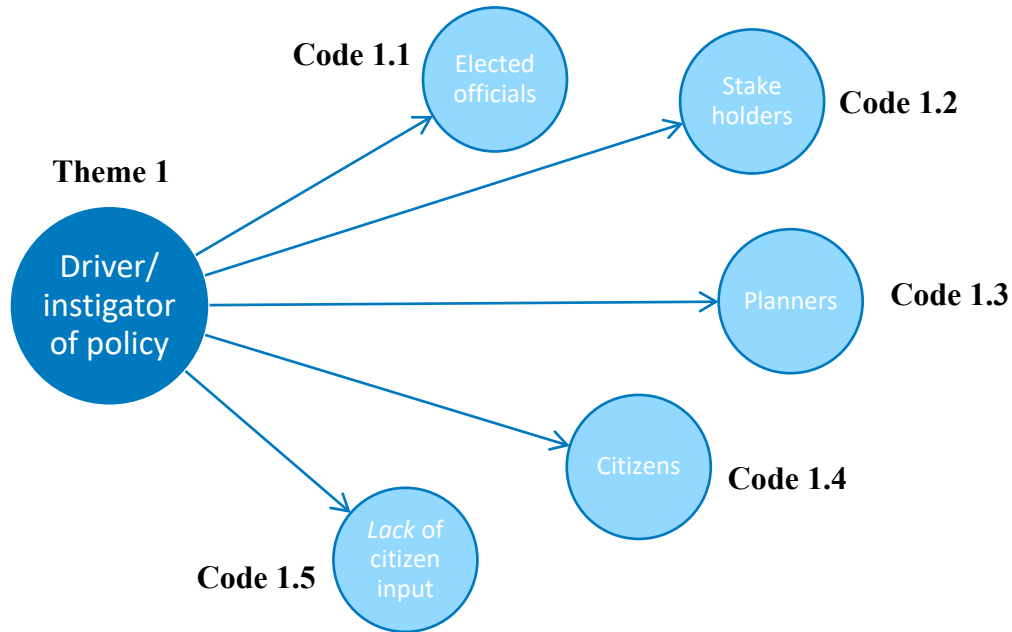 Code 1.1
Elected
officials
Stake
holders
Code 1.2
Theme 1
Driver/
instigator
of policy
Planners
Code 1.3
Citizens
Code 1.4
Lack of
citizen
input
Code 1.5